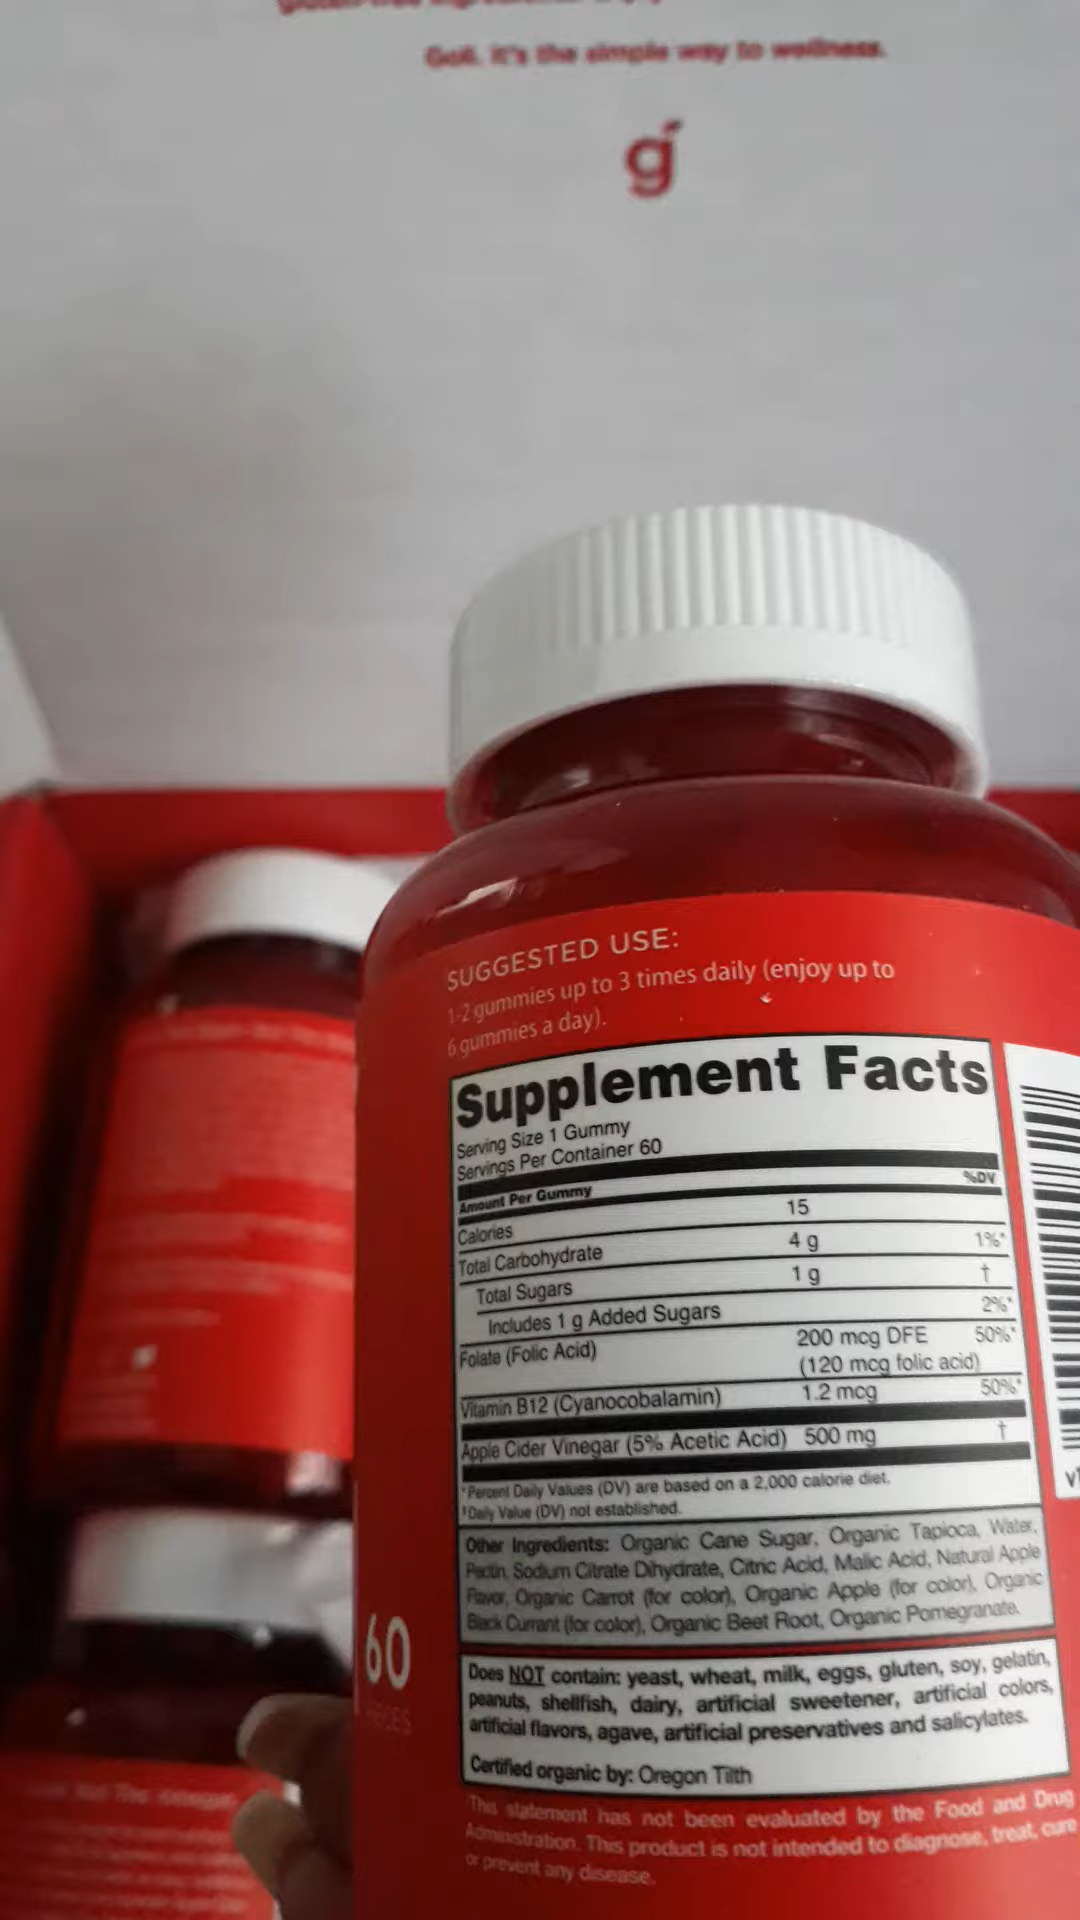 Goli. It's the simple way to wellness.
g
SUGGESTED USE:
1-2 gummies up to 3 times daily (enjoy up to
6 gummies a day).
Supplement Facts
Serving Size 1 Gummy
Servings Per Container 60
Amount Per Gummy %DV
Calories 15
Total Carbohydrate 4 g 1%*
Total Sugars 1 g †
Includes 1 g Added Sugars 2%*
Folate (Folic Acid) 200 mcg DFE 50%*
(120 mcg folic acid)
Vitamin B12 (Cyanocobalamin) 1.2 mcg 50%*
Apple Cider Vinegar (5% Acetic Acid) 500 mg †
*Percent Daily Values (DV) are based on a 2,000 calorie diet.
†Daily Value (DV) not established.
Other Ingredients: Organic Cane Sugar, Organic Tapioca, Water,
Pectin, Sodium Citrate Dihydrate, Citric Acid, Malic Acid, Natural Apple
Flavor, Organic Carrot (for color), Organic Apple (for color), Organic
Black Currant (for color), Organic Beet Root, Organic Pomegranate.
Does NOT contain: yeast, wheat, milk, eggs, gluten, soy, gelatin,
peanuts, shellfish, dairy, artificial sweetener, artificial colors,
artificial flavors, agave, artificial preservatives and salicylates.
Certified organic by: Oregon Tilth
This statement has not been evaluated by the Food and Drug
Administration. This product is not intended to diagnose, treat, cure
or prevent any disease.
60
PIECES